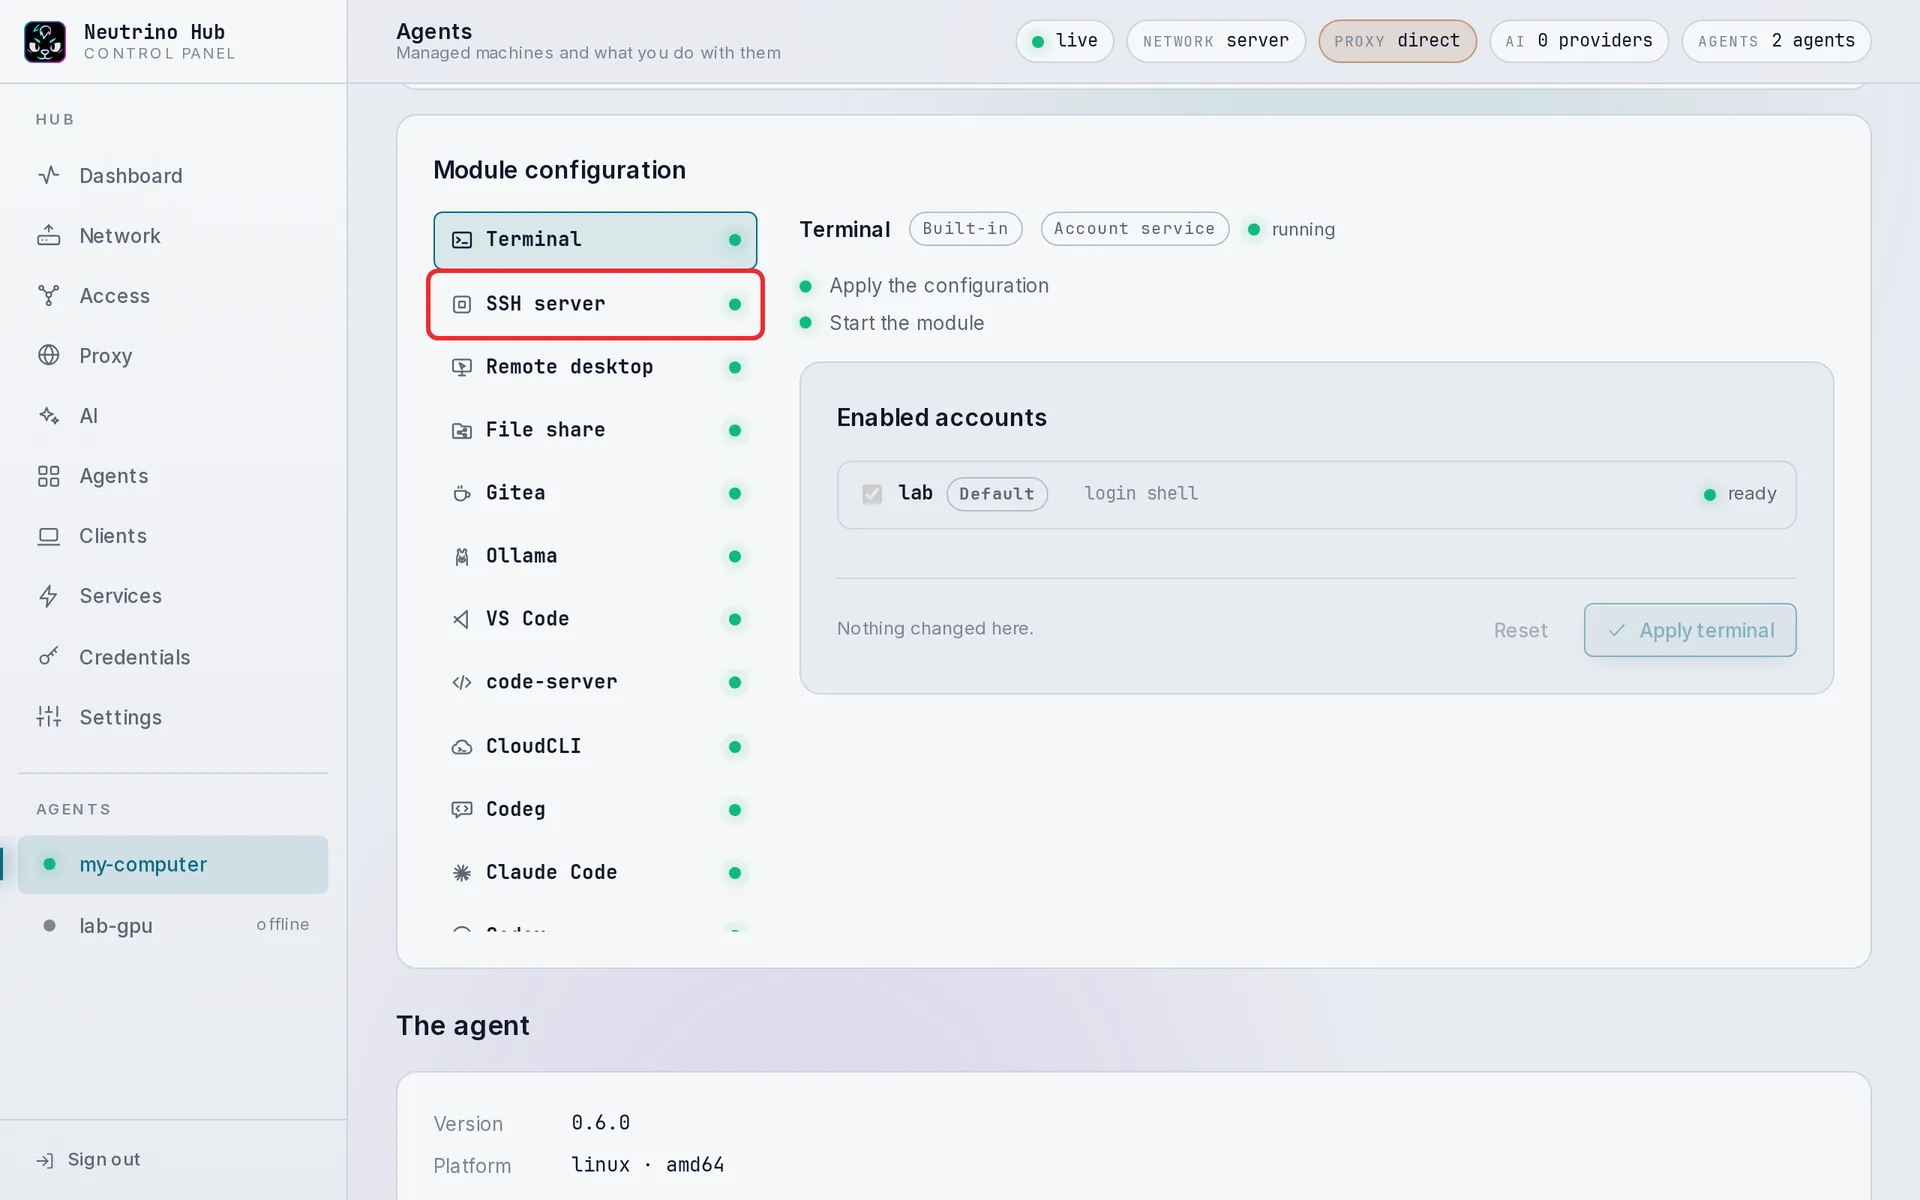 Neutrino Hub
CONTROL PANEL
Agents
Managed machines and what you do with them
live
NETWORK server
PROXY direct
AI 0 providers
AGENTS 2 agents
HUB
Dashboard
Network
Access
Proxy
AI
Agents
Clients
Services
Credentials
Settings
AGENTS
my-computer
lab-gpu offline
Sign out
Module configuration
Terminal
SSH server
Remote desktop
File share
Gitea
Ollama
VS Code
code-server
CloudCLI
Codeg
Claude Code
Terminal Built-in Account service running
Apply the configuration
Start the module
Enabled accounts
lab Default login shell ready
Nothing changed here.
Reset
Apply terminal
The agent
Version 0.6.0
Platform linux · amd64